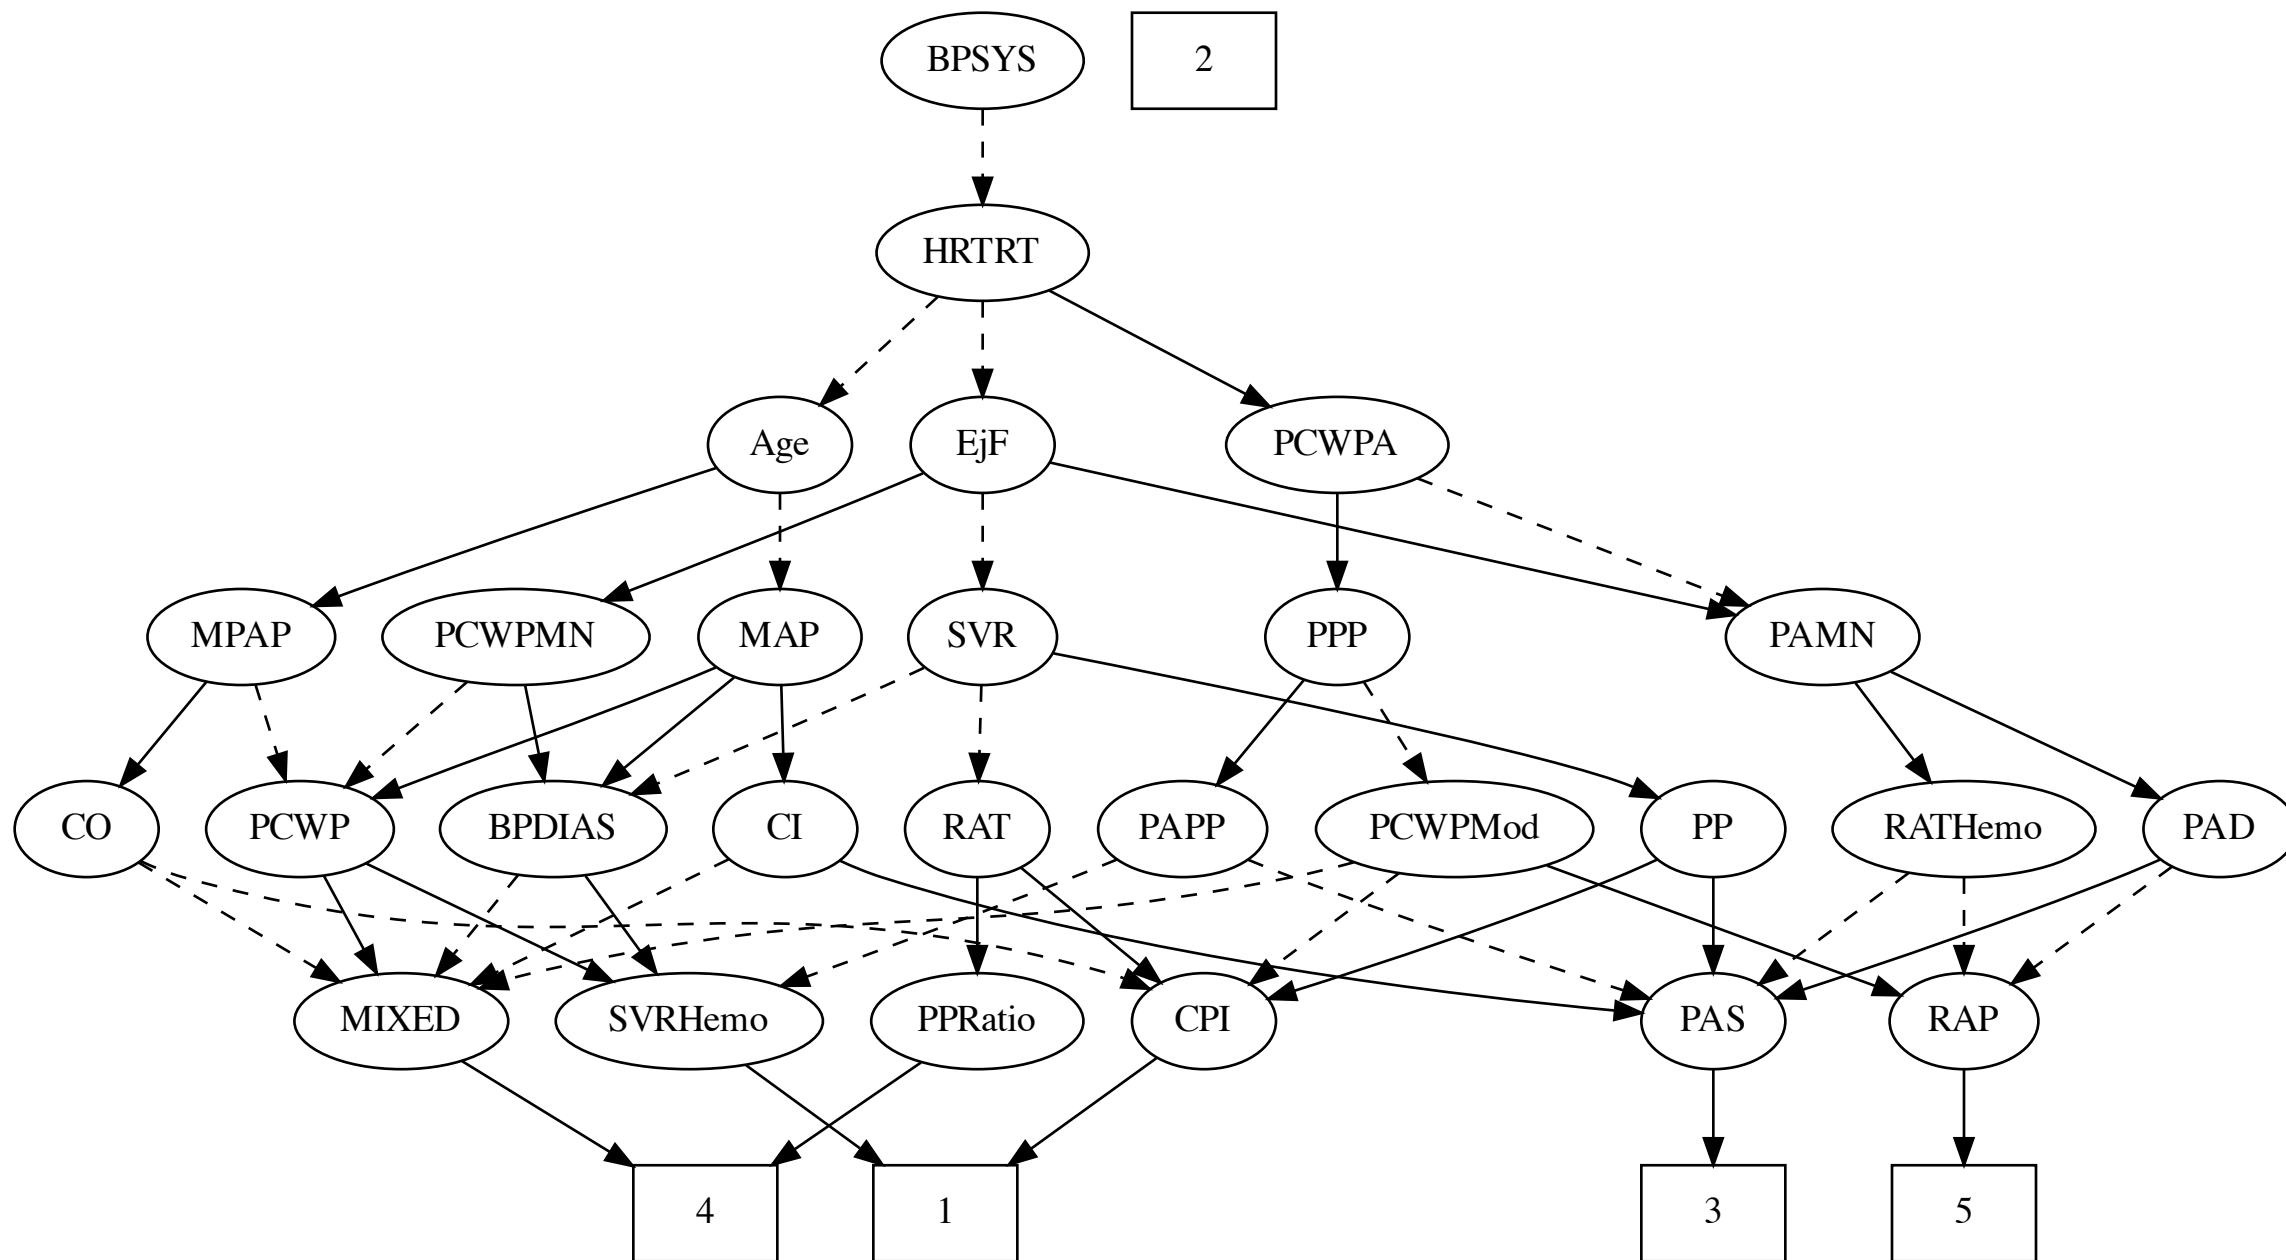 BPSYS
2
HRTRT
Age
EjF
PCWPA
MPAP
PCWPMN
MAP
SVR
PPP
PAMN
CO
PCWP
BPDIAS
CI
RAT
PAPP
PCWPMod
PP
RATHemo
PAD
MIXED
SVRHemo
PPRatio
CPI
PAS
RAP
4
1
3
5